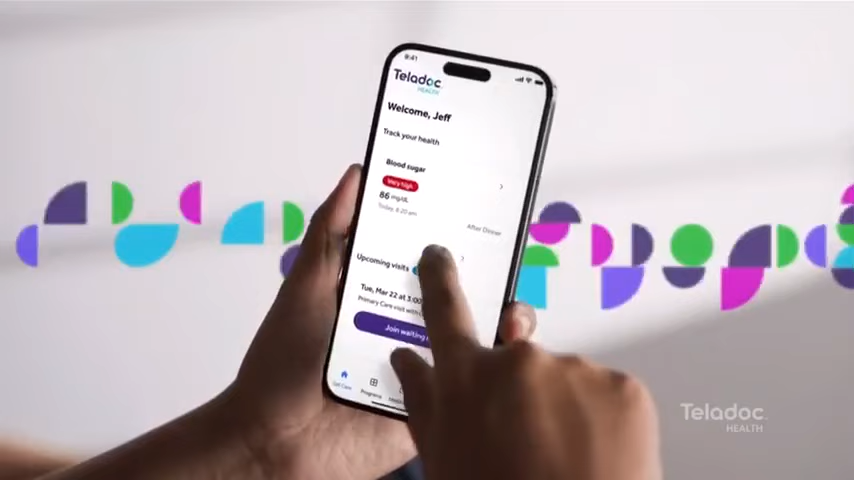 9:41
Teladoc
HEALTH
Welcome, Jeff
Track your health
Blood sugar
Very high
86 mg/dL
Today, 8:20 am
After Dinner
Upcoming visits
Tue, Mar 22 at 3:00
Primary Care visit with
Join waiting
Programs
Teladoc
HEALTH